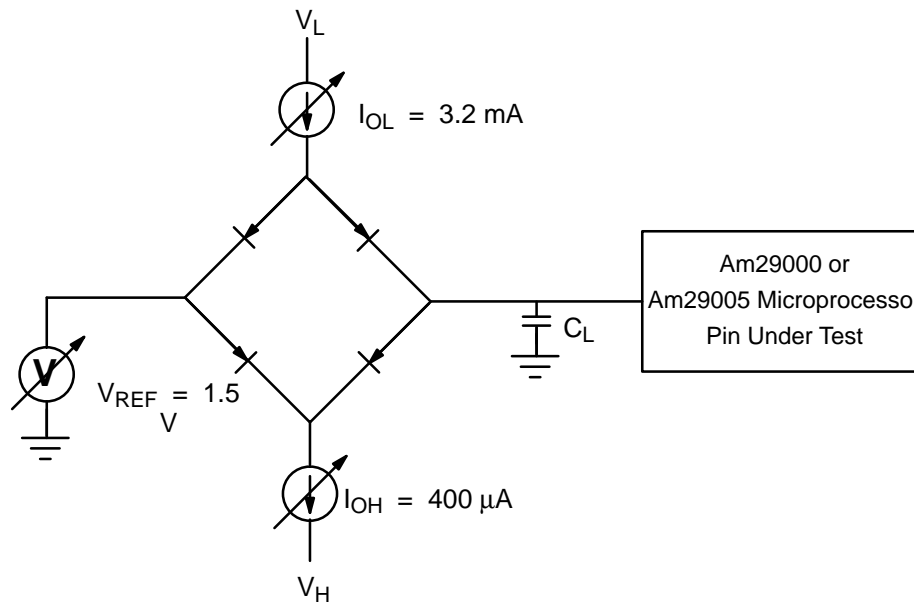 V_L
I_OL = 3.2 mA
Am29000 or
Am29005 Microprocesso
Pin Under Test
C_L
V
V_REF = 1.5
V
I_OH = 400 μA
V_H